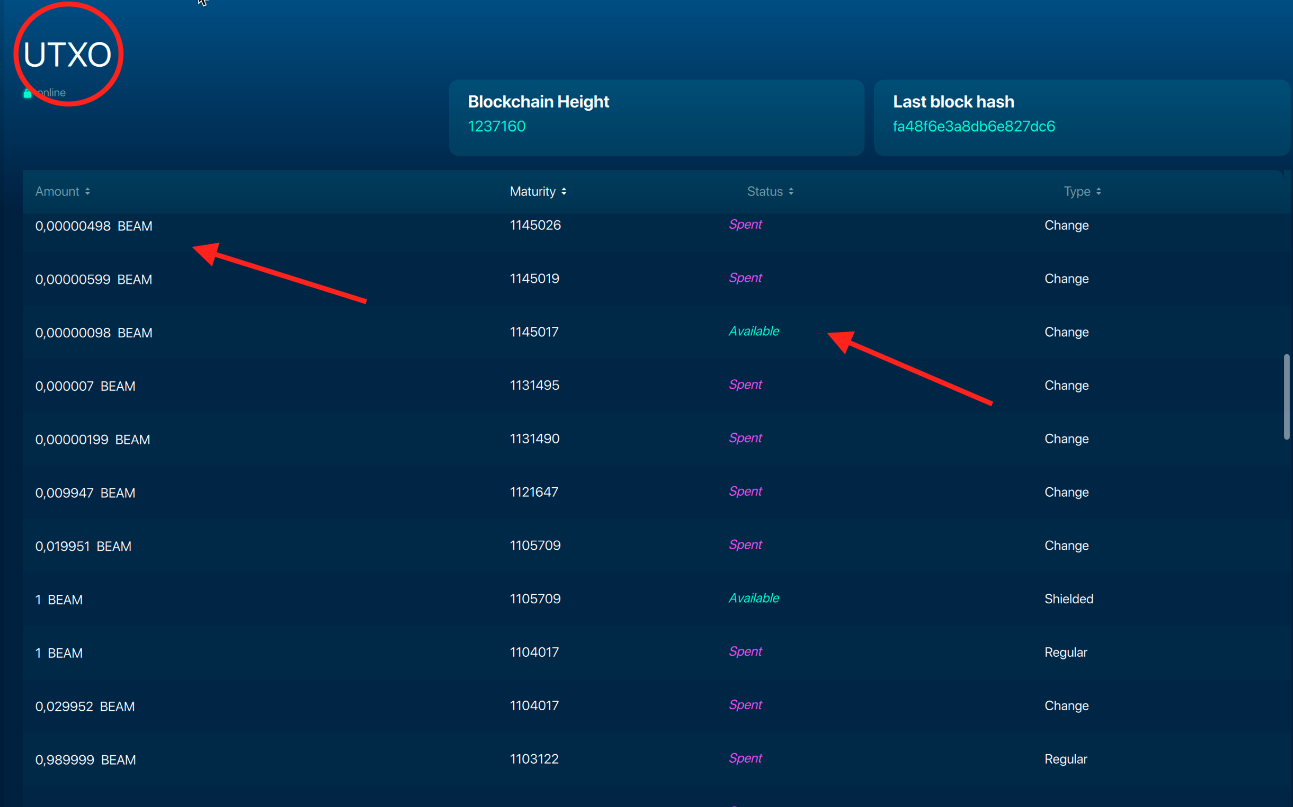 UTXO
online
Blockchain Height
1237160
Last block hash
fa48f6e3a8db6e827dc6
Amount Maturity Status Type
0,00000498 BEAM 1145026 Spent Change
0,00000599 BEAM 1145019 Spent Change
0,00000098 BEAM 1145017 Available Change
0,000007 BEAM 1131495 Spent Change
0,00000199 BEAM 1131490 Spent Change
0,009947 BEAM 1121647 Spent Change
0,019951 BEAM 1105709 Spent Change
1 BEAM 1105709 Available Shielded
1 BEAM 1104017 Spent Regular
0,029952 BEAM 1104017 Spent Change
0,989999 BEAM 1103122 Spent Regular